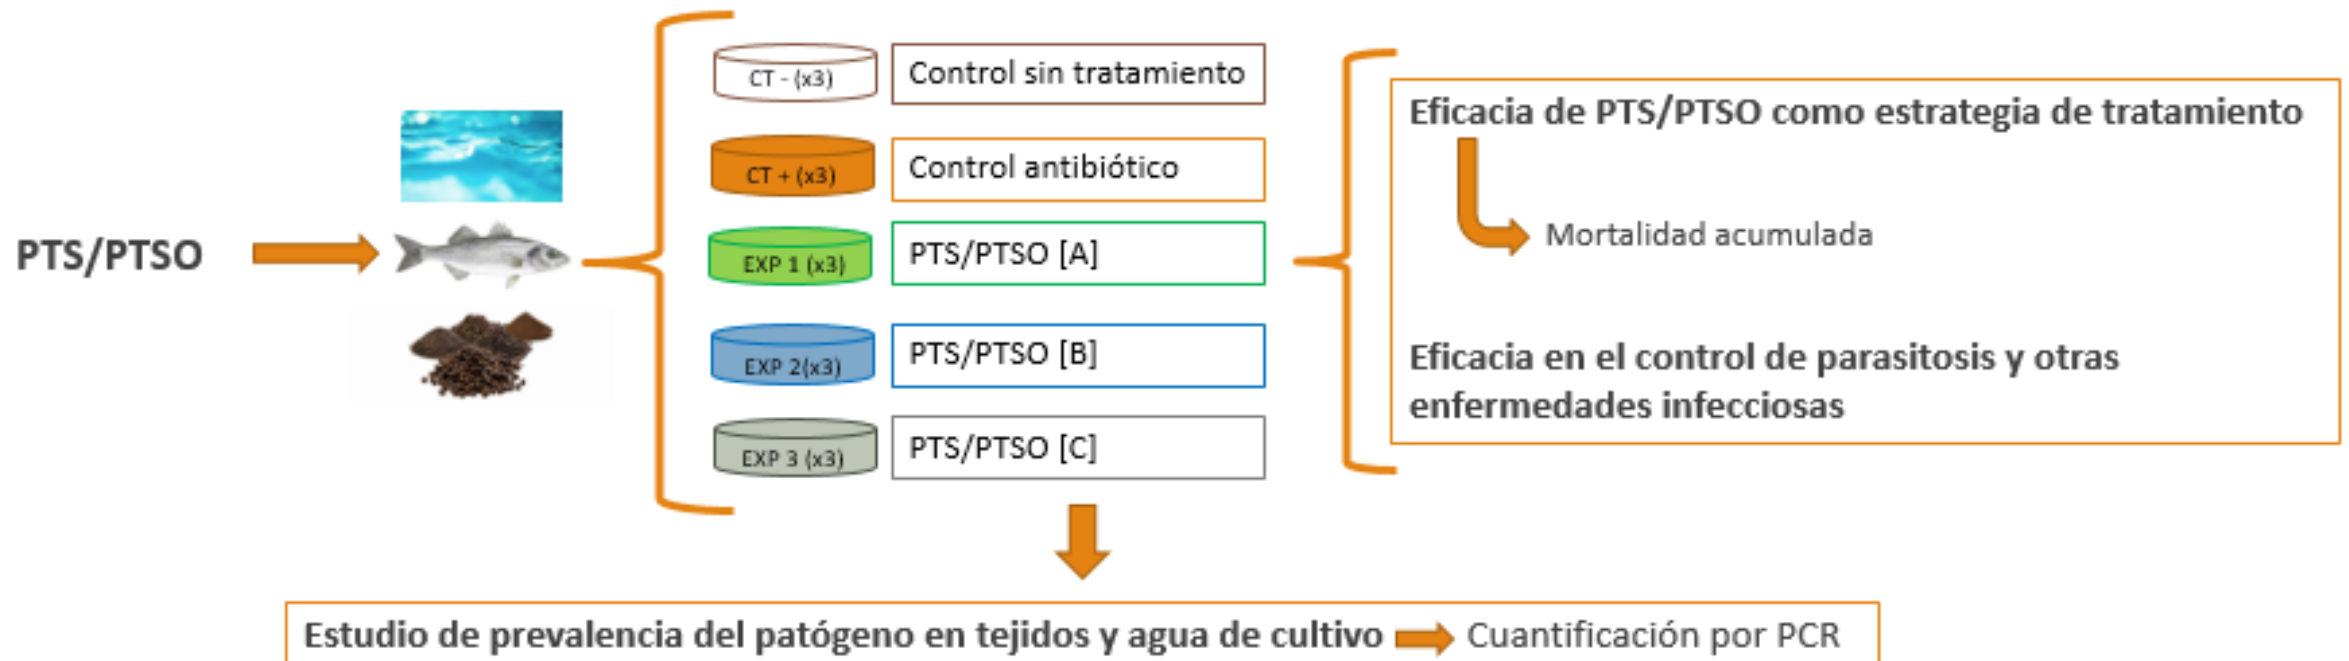 PTS/PTSO
CT - (x3)
Control sin tratamiento
CT + (x3)
Control antibiótico
EXP 1 (x3)
PTS/PTSO [A]
EXP 2(x3)
PTS/PTSO [B]
EXP 3 (x3)
PTS/PTSO [C]
Eficacia de PTS/PTSO como estrategia de tratamiento
Mortalidad acumulada
Eficacia en el control de parasitosis y otras
enfermedades infecciosas
Estudio de prevalencia del patógeno en tejidos y agua de cultivo
Cuantificación por PCR